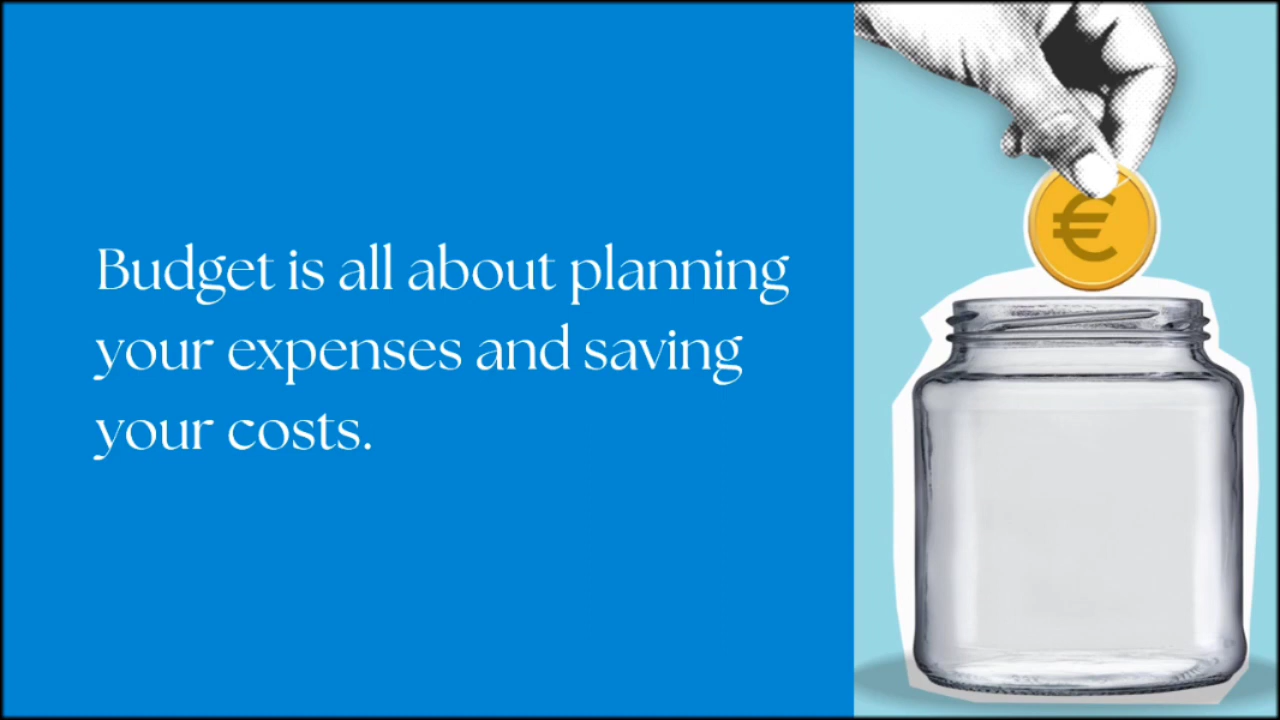 Budget is all about planning
your expenses and saving
your costs.
€